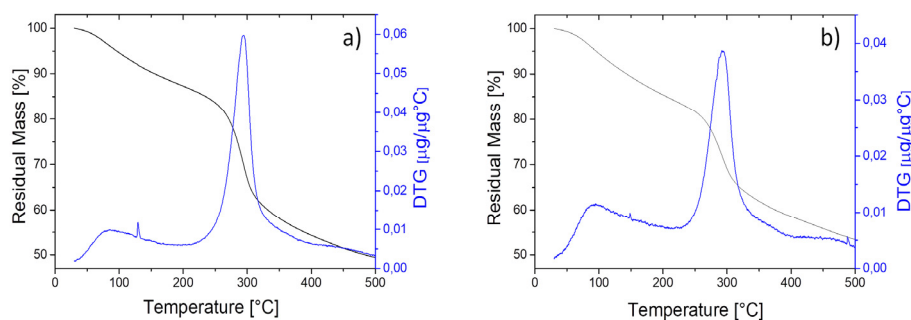 a)
100
90
80
70
60
50
Residual Mass [%]
0,06
0,05
0,04
0,03
0,02
0,01
0,00
DTG [µg/µg°C]
0 100 200 300 400 500
Temperature [°C]
b)
100
90
80
70
60
50
Residual Mass [%]
0,04
0,03
0,02
0,01
0,00
DTG [µg/µg°C]
0 100 200 300 400 500
Temperature [°C]